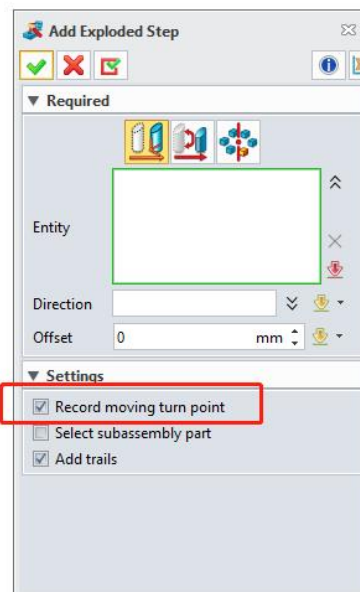 Add Exploded Step
Required
Entity
Direction
Offset 0 mm
Settings
Record moving turn point
Select subassembly part
Add trails